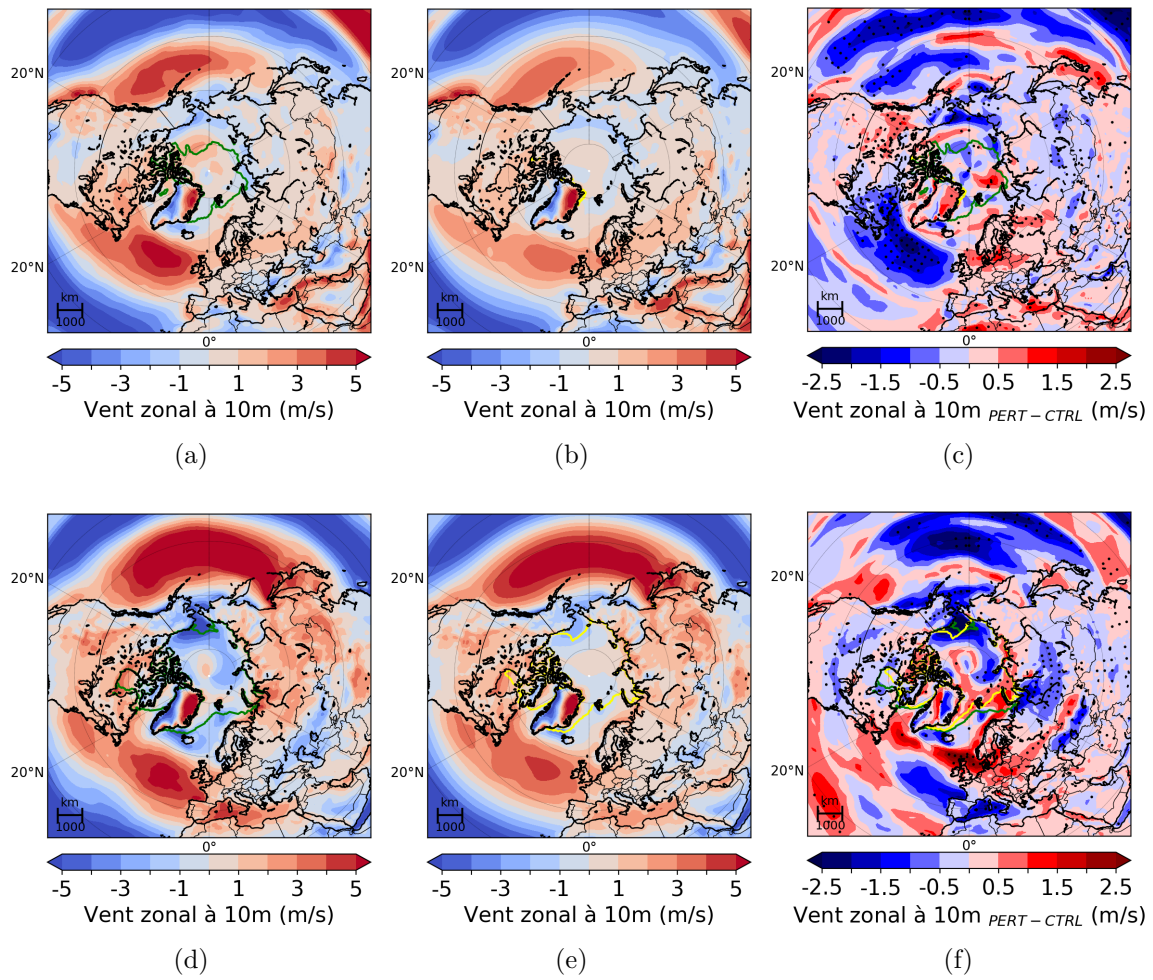 20°N 20°N 20°N
20°N 20°N 20°N
km km km
1000 1000 1000
0° 0° 0°
-5 -3 -1 1 3 5 -5 -3 -1 1 3 5 -2.5 -1.5 -0.5 0.5 1.5 2.5
Vent zonal à 10m (m/s) Vent zonal à 10m (m/s) Vent zonal à 10m PERT − CTRL (m/s)
(a) (b) (c)
20°N 20°N 20°N
20°N 20°N 20°N
km km km
1000 1000 1000
0° 0° 0°
-5 -3 -1 1 3 5 -5 -3 -1 1 3 5 -2.5 -1.5 -0.5 0.5 1.5 2.5
Vent zonal à 10m (m/s) Vent zonal à 10m (m/s) Vent zonal à 10m PERT − CTRL (m/s)
(d) (e) (f)